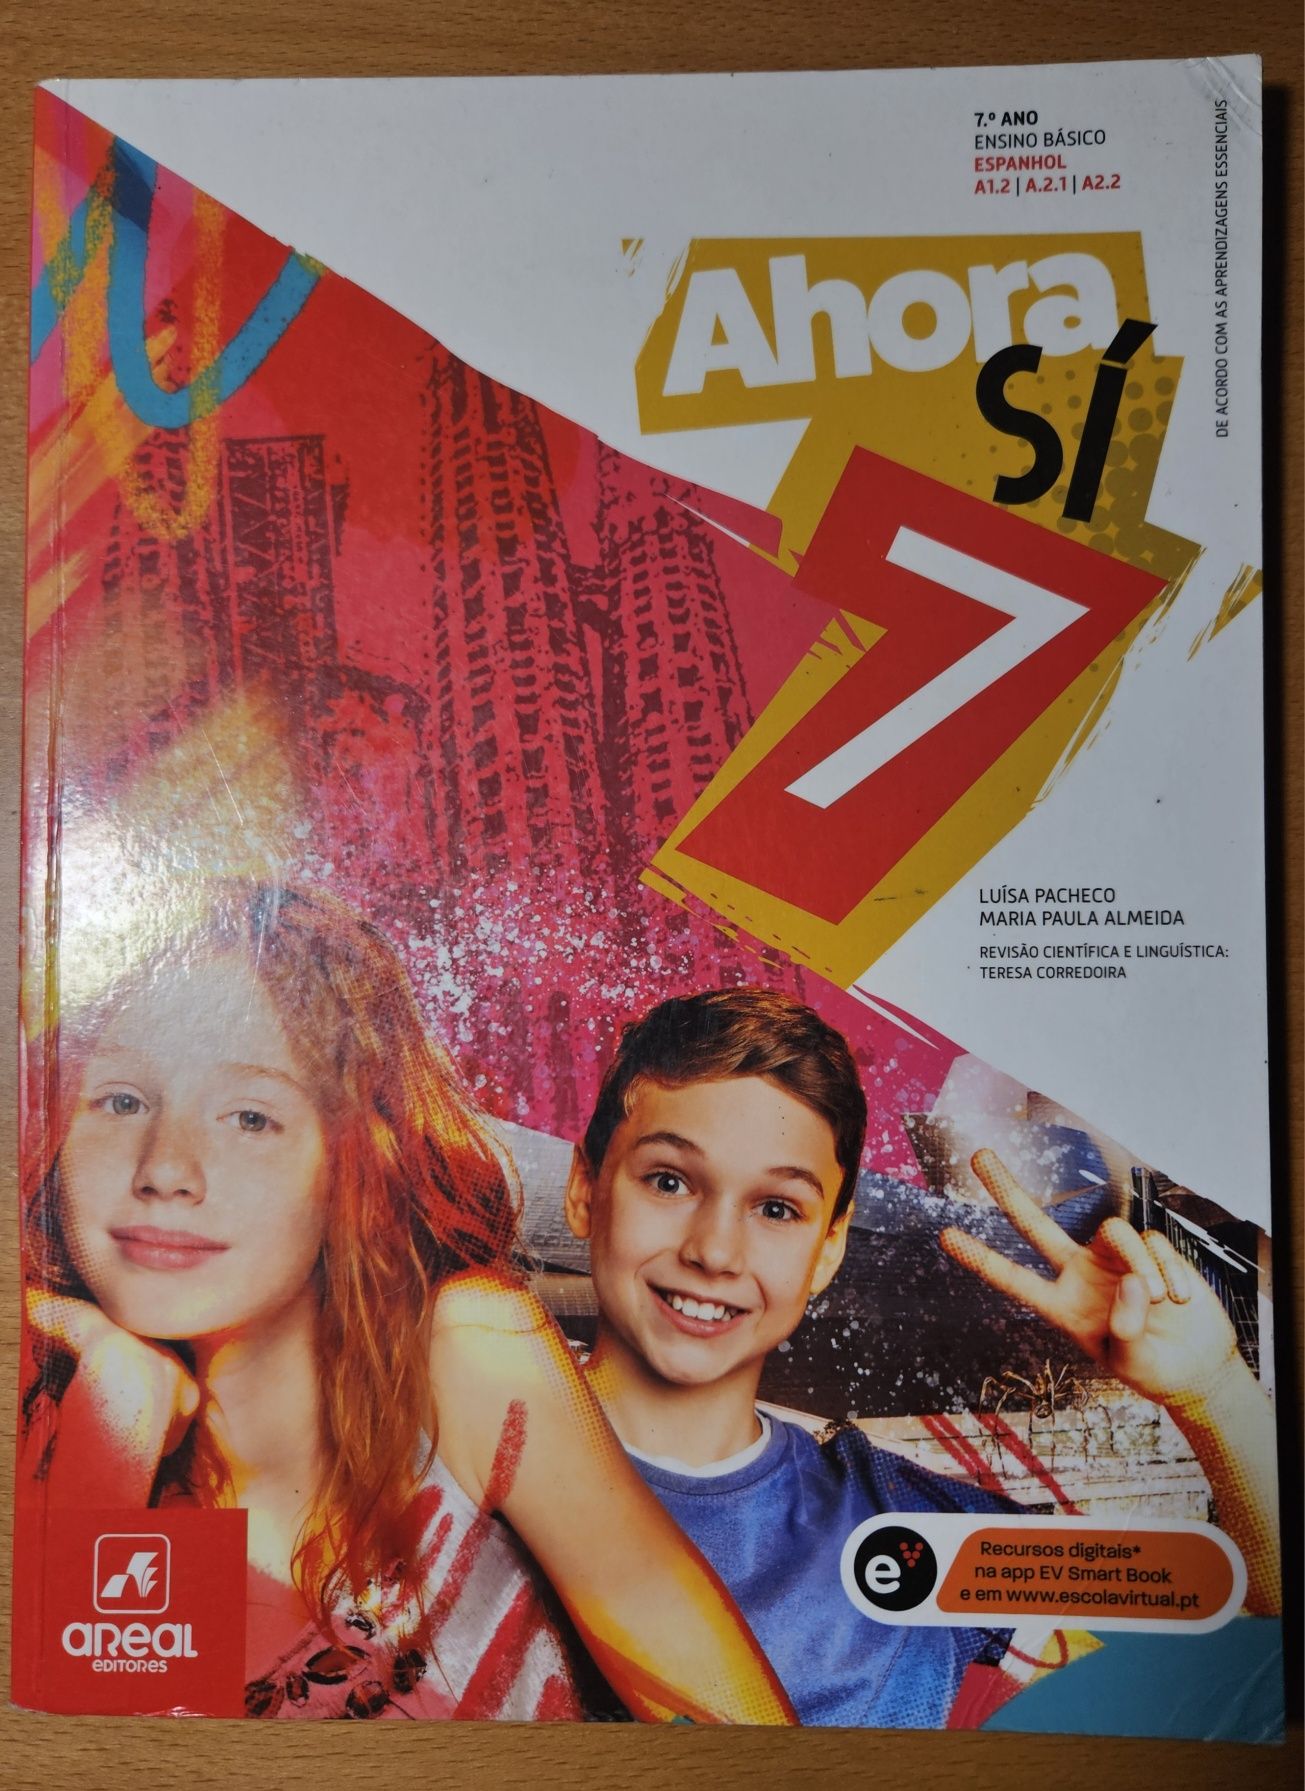 7.º ANO
ENSINO BÁSICO
ESPANHOL
A1.2 | A.2.1 | A2.2
DE ACORDO COM AS APRENDIZAGENS ESSENCIAIS
Ahora
SÍ
7
LUÍSA PACHECO
MARIA PAULA ALMEIDA
REVISÃO CIENTÍFICA E LINGUÍSTICA:
TERESA CORREDOIRA
e
Recursos digitais*
na app EV Smart Book
e em www.escolavirtual.pt
AREAL
EDITORES